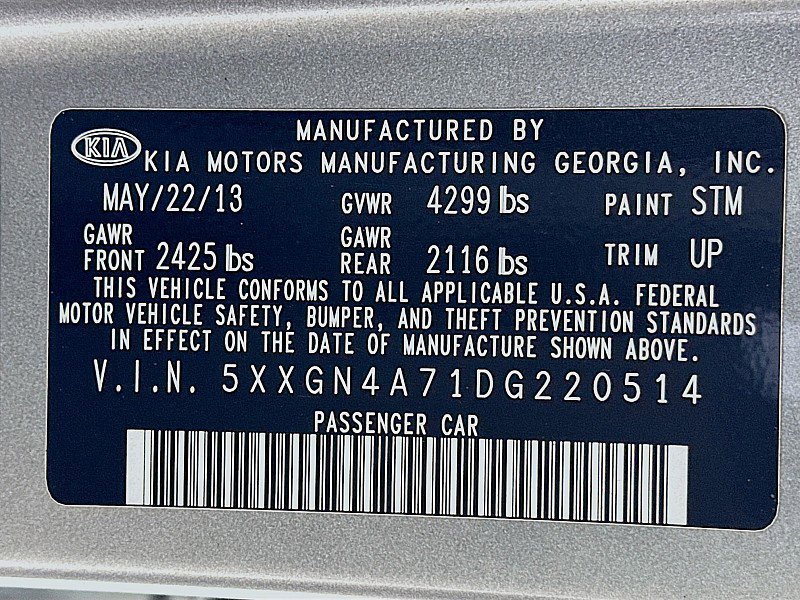 MANUFACTURED BY
KIA KIA MOTORS MANUFACTURING GEORGIA, INC.
MAY/22/13 GVWR 4299 lbs PAINT STM
GAWR FRONT 2425 lbs GAWR REAR 2116 lbs TRIM UP
THIS VEHICLE CONFORMS TO ALL APPLICABLE U.S.A. FEDERAL
MOTOR VEHICLE SAFETY, BUMPER, AND THEFT PREVENTION STANDARDS
IN EFFECT ON THE DATE OF MANUFACTURE SHOWN ABOVE.
V.I.N. 5XXGN4A71DG220514
PASSENGER CAR